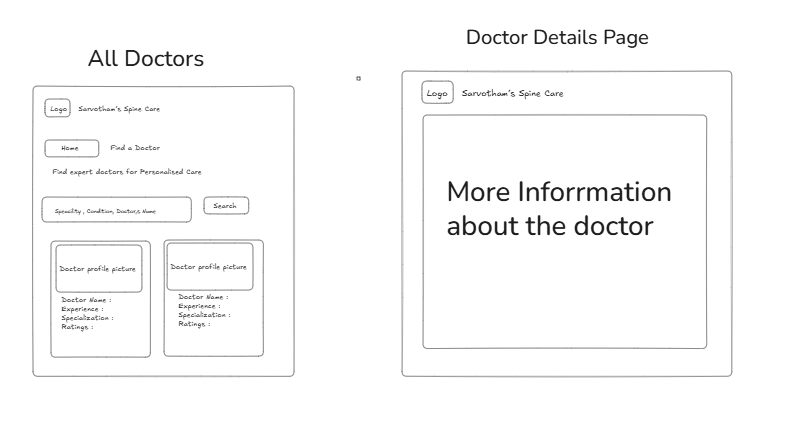 All Doctors
Logo
Sarvotham's Spine Care
Home
Find a Doctor
Find expert doctors for Personalised Care
Speacility , Condition, Doctor,s Name
Search
Doctor profile picture
Doctor Name :
Experience :
Specialization :
Ratings :
Doctor profile picture
Doctor Name :
Experience :
Specialization :
Ratings :
Doctor Details Page
Logo
Sarvotham's Spine Care
More Inforrmation
about the doctor